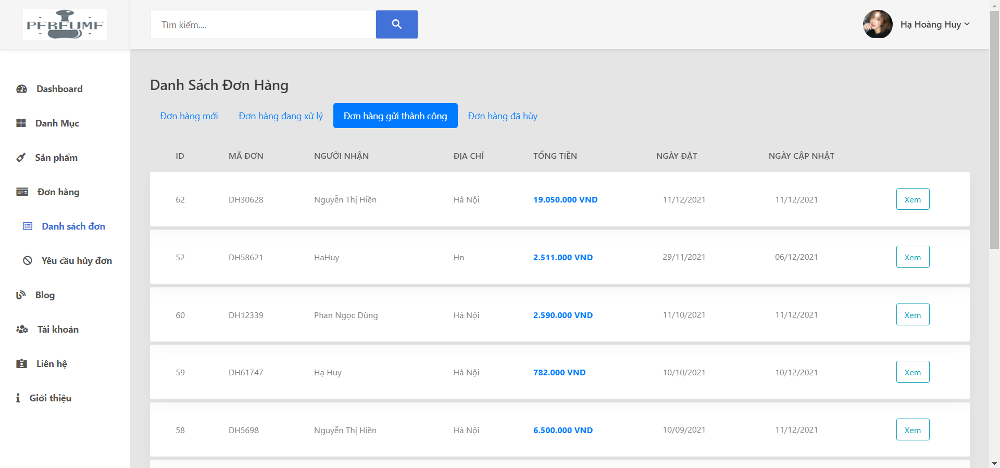 PERFUME
Tìm kiếm....
Hạ Hoàng Huy
Dashboard
Danh Mục
Sản phẩm
Đơn hàng
Danh sách đơn
Yêu cầu hủy đơn
Blog
Tài khoản
Liên hệ
Giới thiệu
Danh Sách Đơn Hàng
Đơn hàng mới Đơn hàng đang xử lý Đơn hàng gửi thành công Đơn hàng đã hủy
ID MÃ ĐƠN NGƯỜI NHẬN ĐỊA CHỈ TỔNG TIỀN NGÀY ĐẶT NGÀY CẬP NHẬT
62 DH30628 Nguyễn Thị Hiền Hà Nội 19.050.000 VND 11/12/2021 11/12/2021 Xem
52 DH58621 HaHuy Hn 2.511.000 VND 29/11/2021 06/12/2021 Xem
60 DH12339 Phan Ngọc Dũng Hà Nội 2.590.000 VND 11/10/2021 11/12/2021 Xem
59 DH61747 Hạ Huy Hà Nội 782.000 VND 10/10/2021 10/12/2021 Xem
58 DH5698 Nguyễn Thị Hiền Hà Nội 6.500.000 VND 10/09/2021 11/12/2021 Xem